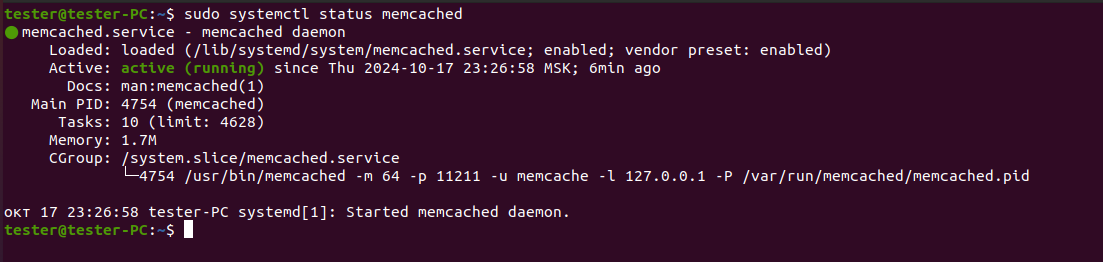 tester@tester-PC:~$ sudo systemctl status memcached
● memcached.service - memcached daemon
     Loaded: loaded (/lib/systemd/system/memcached.service; enabled; vendor preset: enabled)
     Active: active (running) since Thu 2024-10-17 23:26:58 MSK; 6min ago
       Docs: man:memcached(1)
   Main PID: 4754 (memcached)
      Tasks: 10 (limit: 4628)
     Memory: 1.7M
     CGroup: /system.slice/memcached.service
             └─4754 /usr/bin/memcached -m 64 -p 11211 -u memcache -l 127.0.0.1 -P /var/run/memcached/memcached.pid
окт 17 23:26:58 tester-PC systemd[1]: Started memcached daemon.
tester@tester-PC:~$